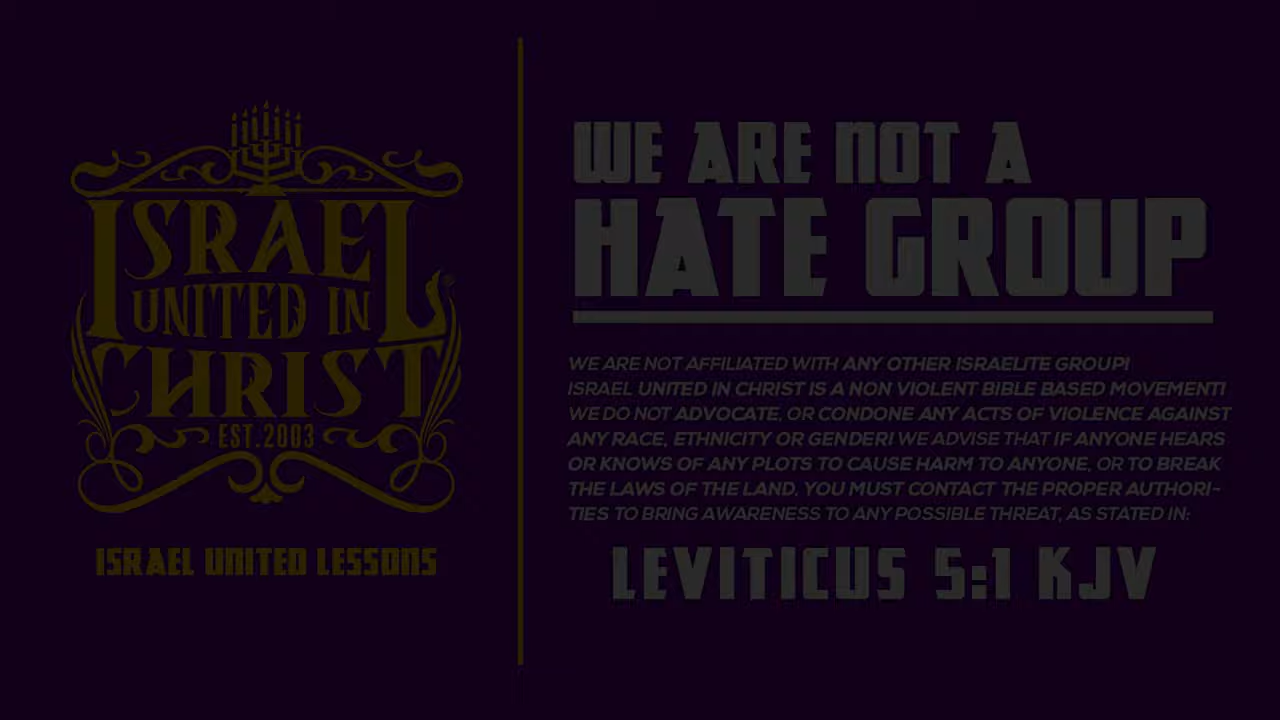 ISRAEL
UNITED IN
CHRIST
EST.2003
ISRAEL UNITED LESSONS
WE ARE NOT A
HATE GROUP
WE ARE NOT AFFILIATED WITH ANY OTHER ISRAELITE GROUP!
ISRAEL UNITED IN CHRIST IS A NON VIOLENT BIBLE BASED MOVEMENT!
WE DO NOT ADVOCATE, OR CONDONE ANY ACTS OF VIOLENCE AGAINST
ANY RACE, ETHNICITY OR GENDER! WE ADVISE THAT IF ANYONE HEARS
OR KNOWS OF ANY PLOTS TO CAUSE HARM TO ANYONE, OR TO BREAK
THE LAWS OF THE LAND. YOU MUST CONTACT THE PROPER AUTHORI-
TIES TO BRING AWARENESS TO ANY POSSIBLE THREAT, AS STATED IN:
LEVITICUS 5:1 KJV